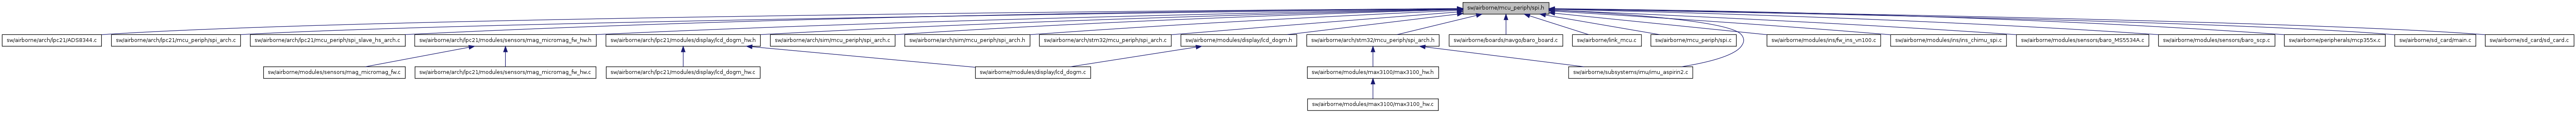 sw/airborne/mcu_periph/spi.h
sw/airborne/arch/lpc21/ADS8344.c
sw/airborne/arch/lpc21/mcu_periph/spi_arch.c
sw/airborne/arch/lpc21/mcu_periph/spi_slave_hs_arch.c
sw/airborne/arch/lpc21/modules/sensors/mag_micromag_fw_hw.h
sw/airborne/arch/lpc21/modules/display/lcd_dogm_hw.h
sw/airborne/arch/sim/mcu_periph/spi_arch.c
sw/airborne/arch/sim/mcu_periph/spi_arch.h
sw/airborne/arch/stm32/mcu_periph/spi_arch.c
sw/airborne/modules/display/lcd_dogm.h
sw/airborne/arch/stm32/mcu_periph/spi_arch.h
sw/airborne/boards/navgo/baro_board.c
sw/airborne/link_mcu.c
sw/airborne/mcu_periph/spi.c
sw/airborne/modules/ins/fw_ins_vn100.c
sw/airborne/modules/ins/ins_chimu_spi.c
sw/airborne/modules/sensors/baro_MS5534A.c
sw/airborne/modules/sensors/baro_scp.c
sw/airborne/peripherals/mcp355x.c
sw/airborne/sd_card/main.c
sw/airborne/sd_card/sd_card.c
sw/airborne/modules/sensors/mag_micromag_fw.c
sw/airborne/arch/lpc21/modules/sensors/mag_micromag_fw_hw.c
sw/airborne/arch/lpc21/modules/display/lcd_dogm_hw.c
sw/airborne/modules/display/lcd_dogm.c
sw/airborne/modules/max3100/max3100_hw.h
sw/airborne/subsystems/imu/imu_aspirin2.c
sw/airborne/modules/max3100/max3100_hw.c